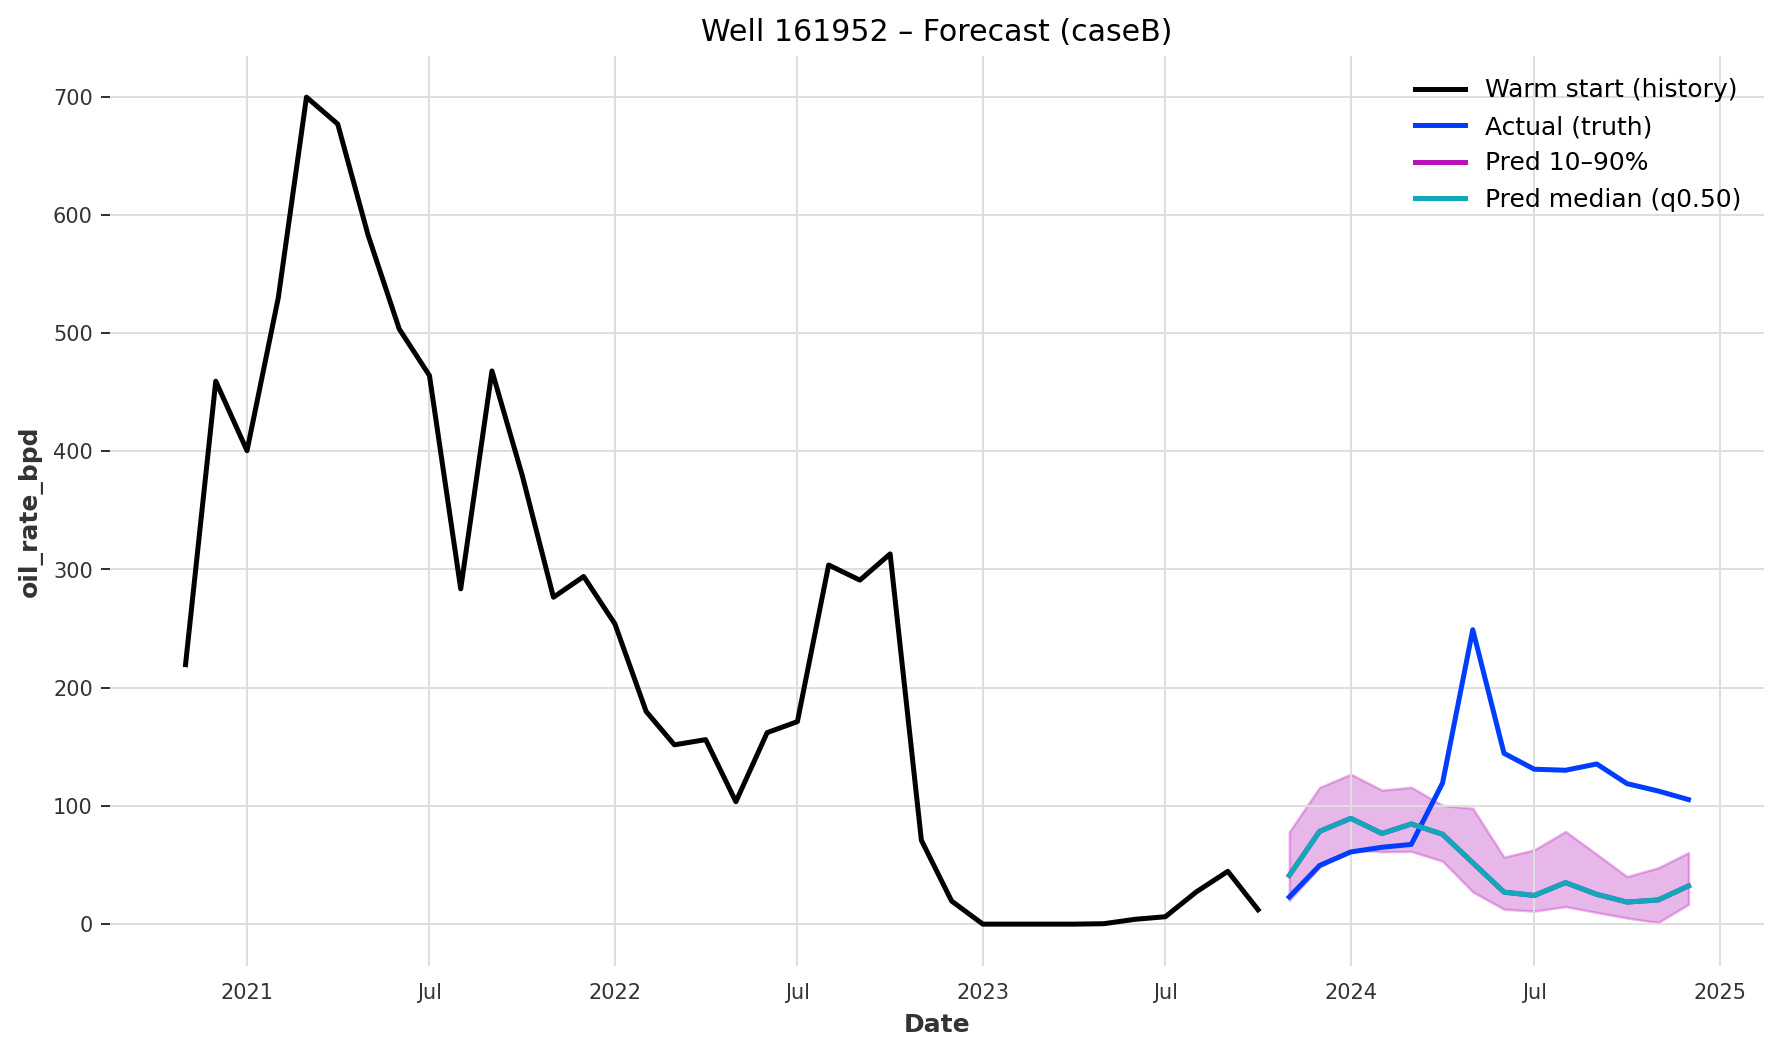 Well 161952 – Forecast (caseB)
Warm start (history)
Actual (truth)
Pred 10–90%
Pred median (q0.50)
oil_rate_bpd
700
600
500
400
300
200
100
0
2021
Jul
2022
Jul
2023
Jul
2024
Jul
2025
Date